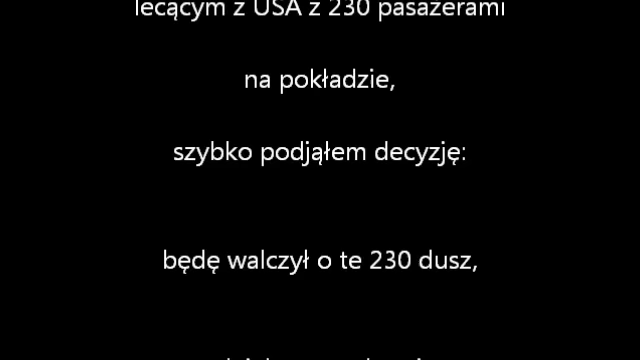 lecącym z USA z 230 pasażerami
na pokładzie,
szybko podjąłem decyzję:
będę walczył o te 230 dusz,